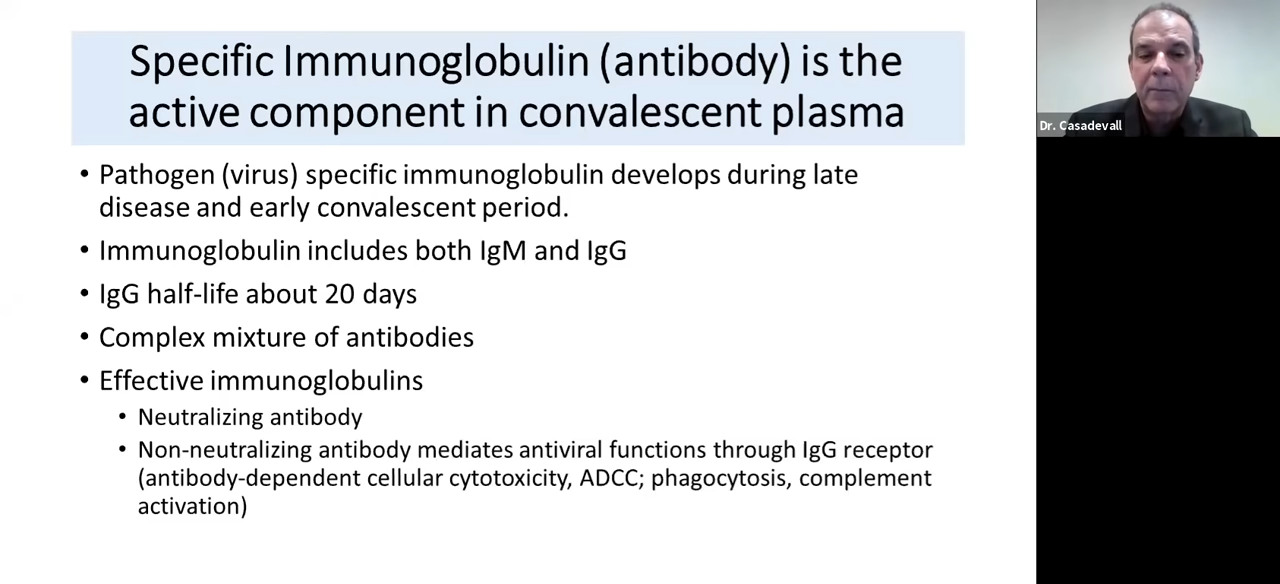 Specific Immunoglobulin (antibody) is the
active component in convalescent plasma
• Pathogen (virus) specific immunoglobulin develops during late
disease and early convalescent period.
• Immunoglobulin includes both IgM and IgG
• IgG half-life about 20 days
• Complex mixture of antibodies
• Effective immunoglobulins
• Neutralizing antibody
• Non-neutralizing antibody mediates antiviral functions through IgG receptor
(antibody-dependent cellular cytotoxicity, ADCC; phagocytosis, complement
activation)
Dr. Casadevall